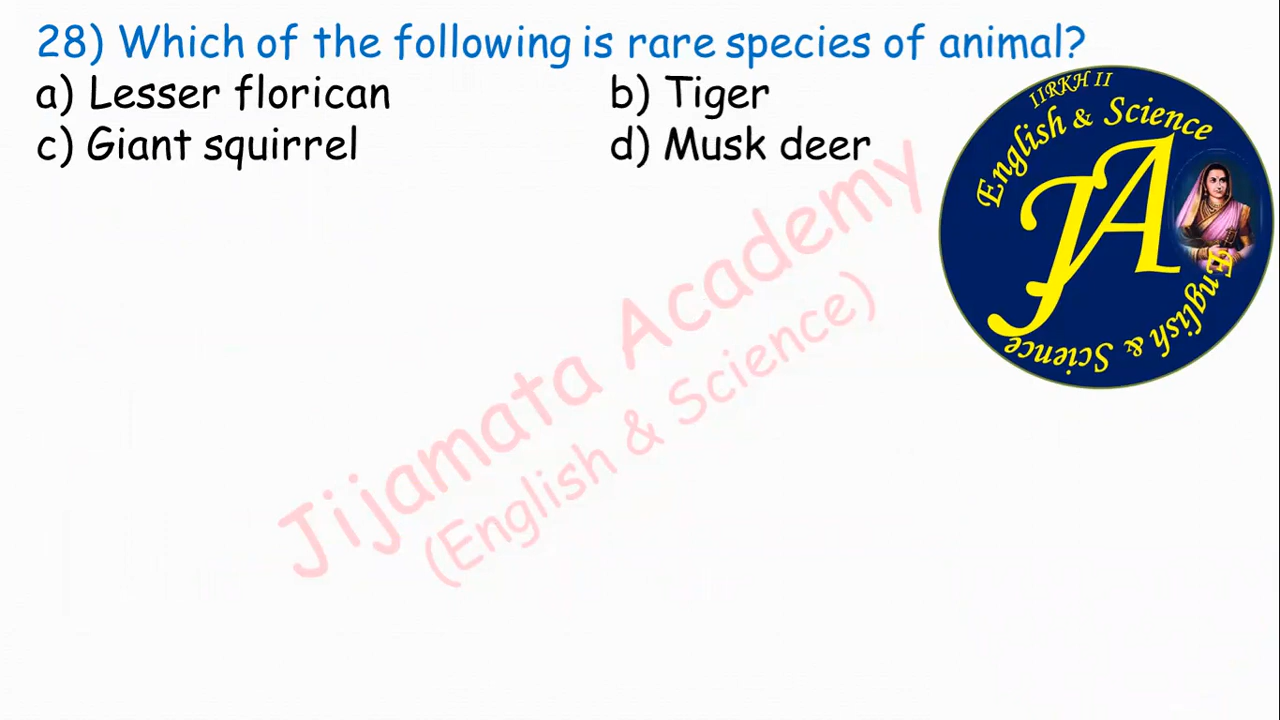 28) Which of the following is rare species of animal?
a) Lesser florican b) Tiger
c) Giant squirrel d) Musk deer
IIRKH II
English & Science
JA
English & Science
Jijamata Academy
(English & Science)